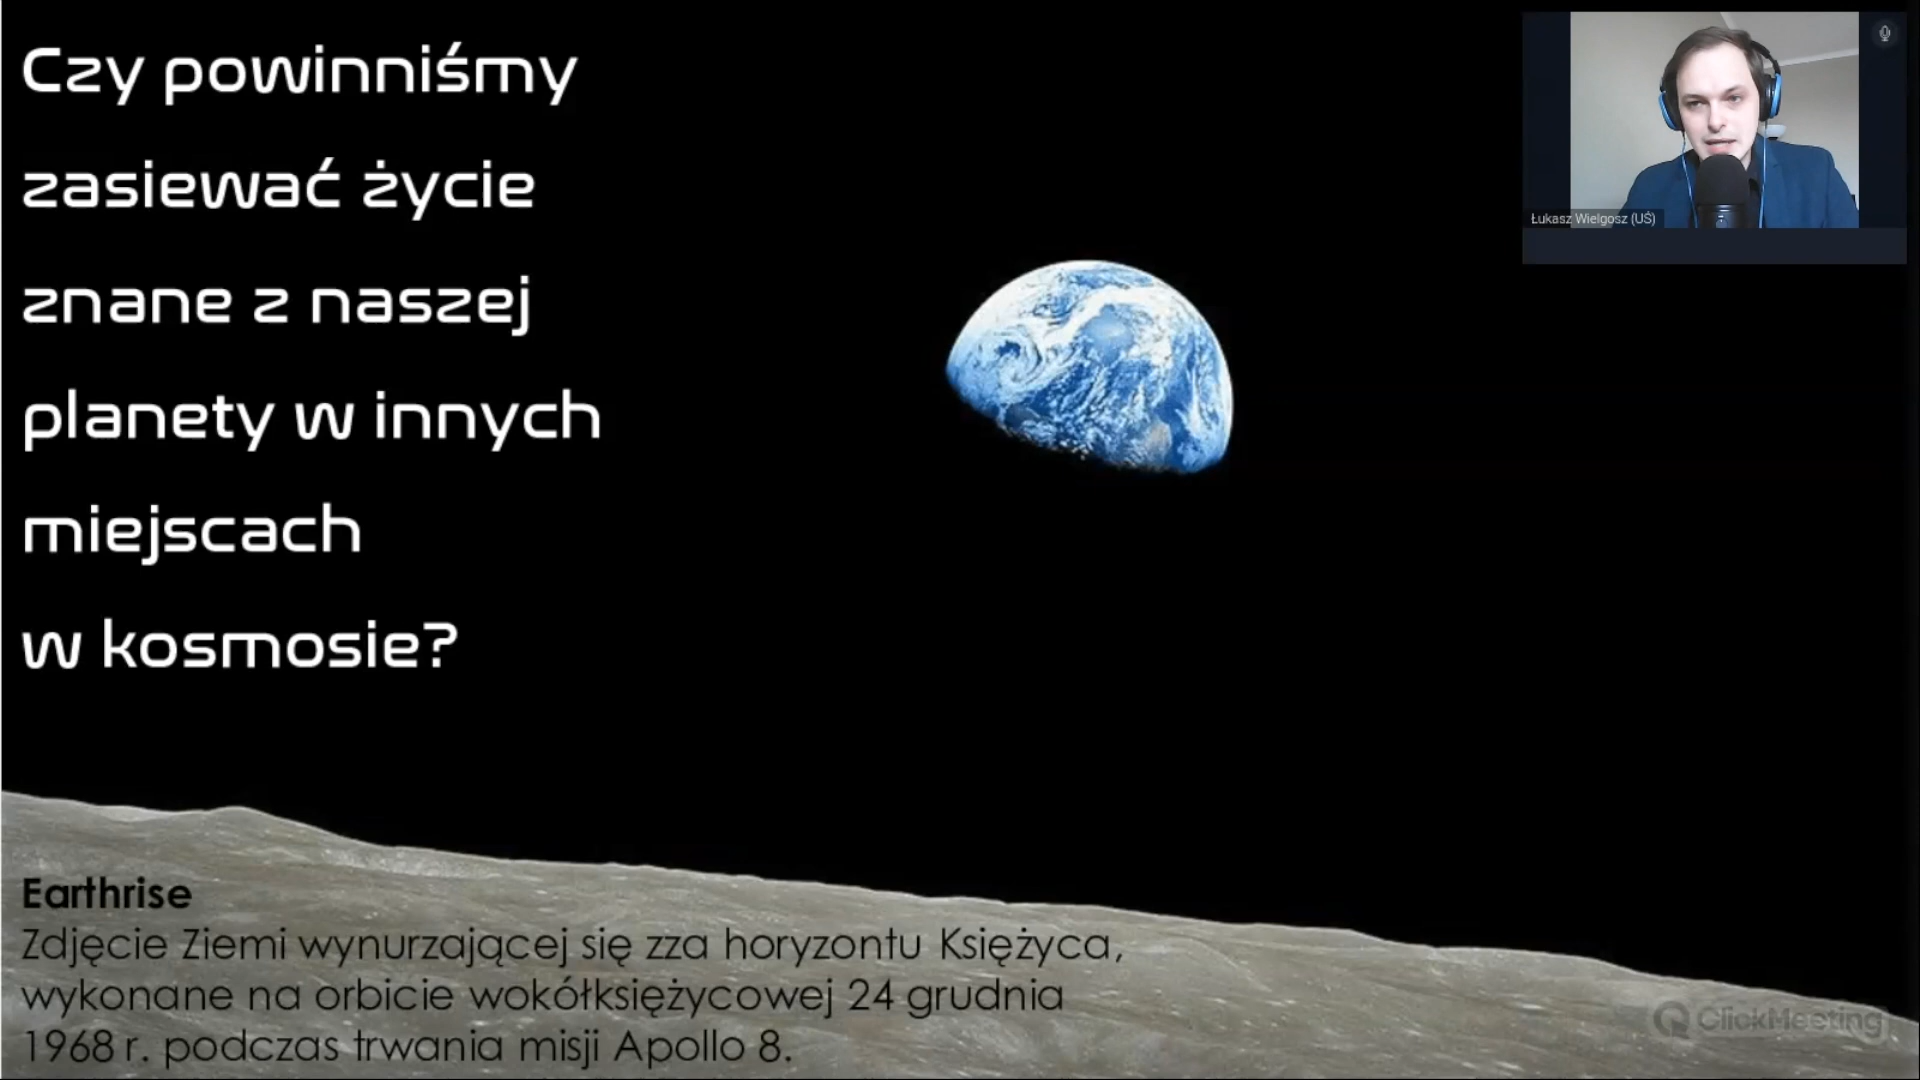 Czy powinniśmy
zasiewać życie
znane z naszej
planety w innych
miejscach
w kosmosie?
Łukasz Wielgosz (UŚ)
Earthrise
Zdjęcie Ziemi wynurzającej się zza horyzontu Księżyca,
wykonane na orbicie wokółksiężycowej 24 grudnia
1968 r. podczas trwania misji Apollo 8.
ClickMeeting